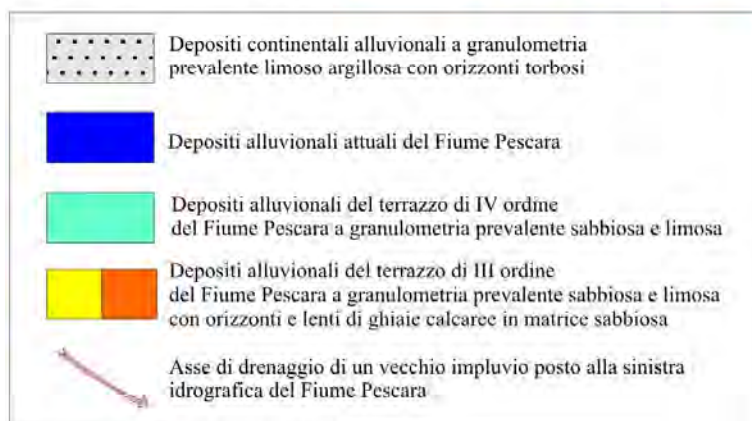 Depositi continentali alluvionali a granulometria
prevalente limoso argillosa con orizzonti torbosi
Depositi alluvionali attuali del Fiume Pescara
Depositi alluvionali del terrazzo di IV ordine
del Fiume Pescara a granulometria prevalente sabbiosa e limosa
Depositi alluvionali del terrazzo di III ordine
del Fiume Pescara a granulometria prevalente sabbiosa e limosa
con orizzonti e lenti di ghiaie calcaree in matrice sabbiosa
Asse di drenaggio di un vecchio impluvio posto alla sinistra
idrografica del Fiume Pescara